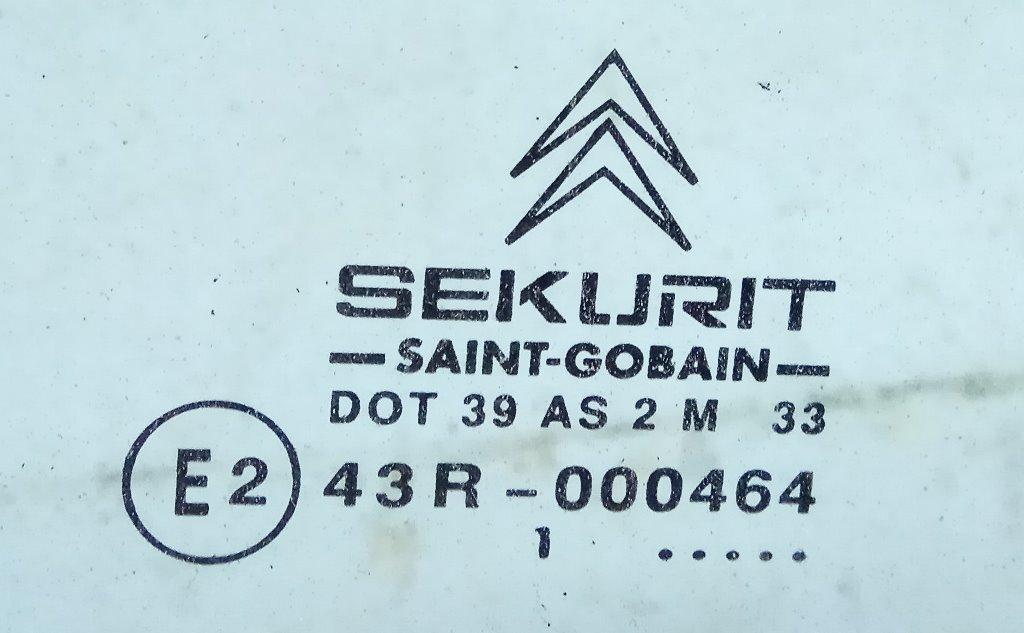 SEKURIT
—SAINT-GOBAIN—
DOT 39 AS 2 M 33
E2 43R-000464
1 .....